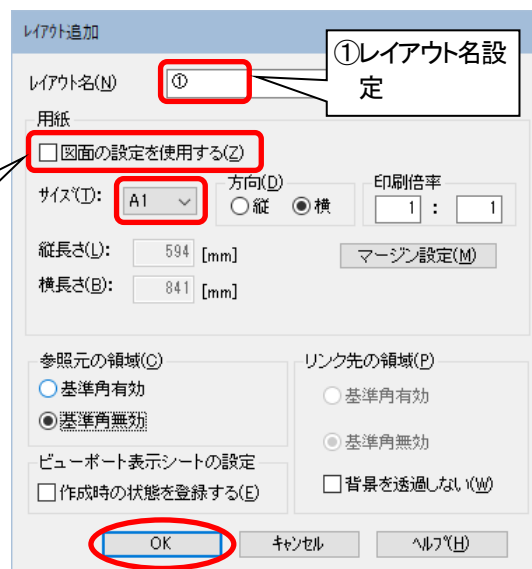 レイアウト追加
①レイアウト名設
定
レイアウト名(N) ①
用紙
図面の設定を使用する(Z)
サイズ(T): A1 方向(D) 縦 横 印刷倍率 1 : 1
縦長さ(L): 594 [mm] マージン設定(M)
横長さ(B): 841 [mm]
参照元の領域(C) リンク先の領域(P)
基準角有効 基準角有効
基準角無効 基準角無効
ビューポート表示シートの設定
作成時の状態を登録する(E) 背景を透過しない(W)
OK キャンセル ヘルプ(H)